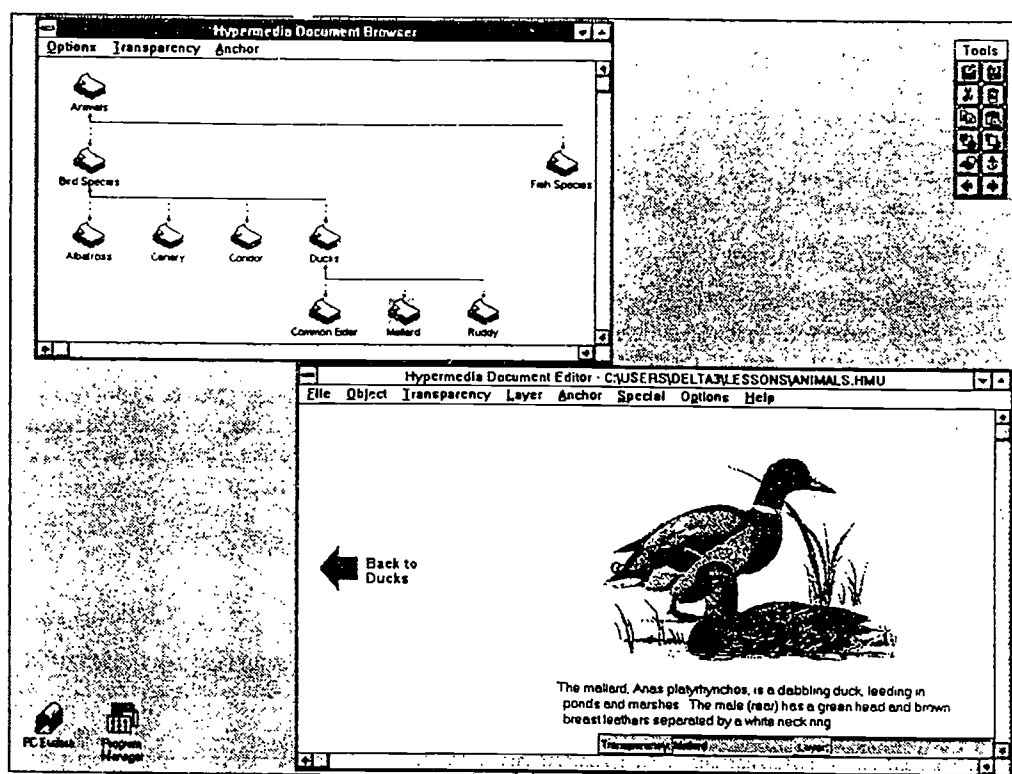 Hypermedia Document Browser
Options Transparency Anchor
Animals
Bird Species
Fish Species
Albatross Canary Condor Ducks
Common Eider Mallard Ruddy
Tools
Hypermedia Document Editor - C:\USERS\DELTA3\LESSONS\ANIMALS.HMU
File Object Transparency Layer Anchor Special Options Help
Back to
Ducks
The mallard, Anas platyrhynchos, is a dabbling duck, feeding in
ponds and marshes. The male (rear) has a green head and brown
breast feathers separated by a white neck ring
Transparency: Mallard Layer:
PC Eudora
Program
Manager